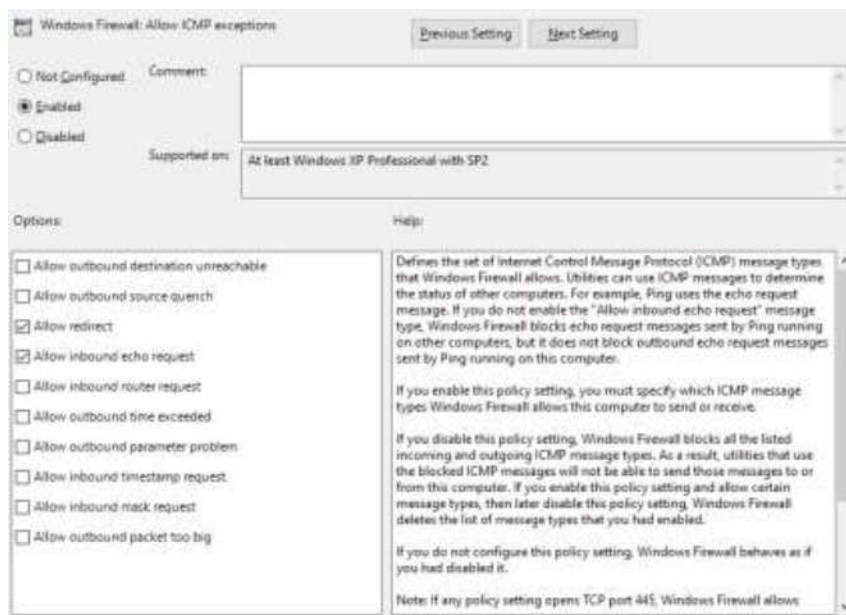 Windows Firewall: Allow ICMP exceptions
Previous Setting
Next Setting
Not Configured
Enabled
Disabled
Comment:
Supported on:
At least Windows XP Professional with SP2
Options:
Allow outbound destination unreachable
Allow outbound source quench
Allow redirect
Allow inbound echo request
Allow inbound router request
Allow outbound time exceeded
Allow outbound parameter problem
Allow inbound timestamp request
Allow inbound mask request
Allow outbound packet too big
Help:
Defines the set of Internet Control Message Protocol (ICMP) message types
that Windows Firewall allows. Utilities can use ICMP messages to determine
the status of other computers. For example, Ping uses the echo request
message. If you do not enable the "Allow inbound echo request" message
type, Windows Firewall blocks echo request messages sent by Ping running
on other computers, but it does not block outbound echo request messages
sent by Ping running on this computer.
If you enable this policy setting, you must specify which ICMP message
types Windows Firewall allows this computer to send or receive.
If you disable this policy setting, Windows Firewall blocks all the listed
incoming and outgoing ICMP message types. As a result, utilities that use
the blocked ICMP messages will not be able to send those messages to or
from this computer. If you enable this policy setting and allow certain
message types, then later disable this policy setting, Windows Firewall
deletes the list of message types that you had enabled.
If you do not configure this policy setting, Windows Firewall behaves as if
you had disabled it.
Note: If any policy setting opens TCP port 445, Windows Firewall allows